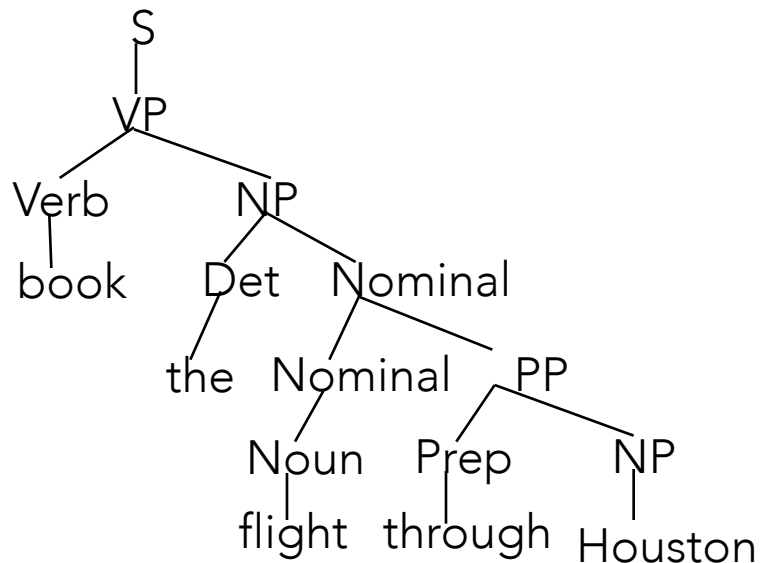 S
VP
Verb NP
book Det Nominal
the Nominal PP
Noun Prep NP
flight through Houston